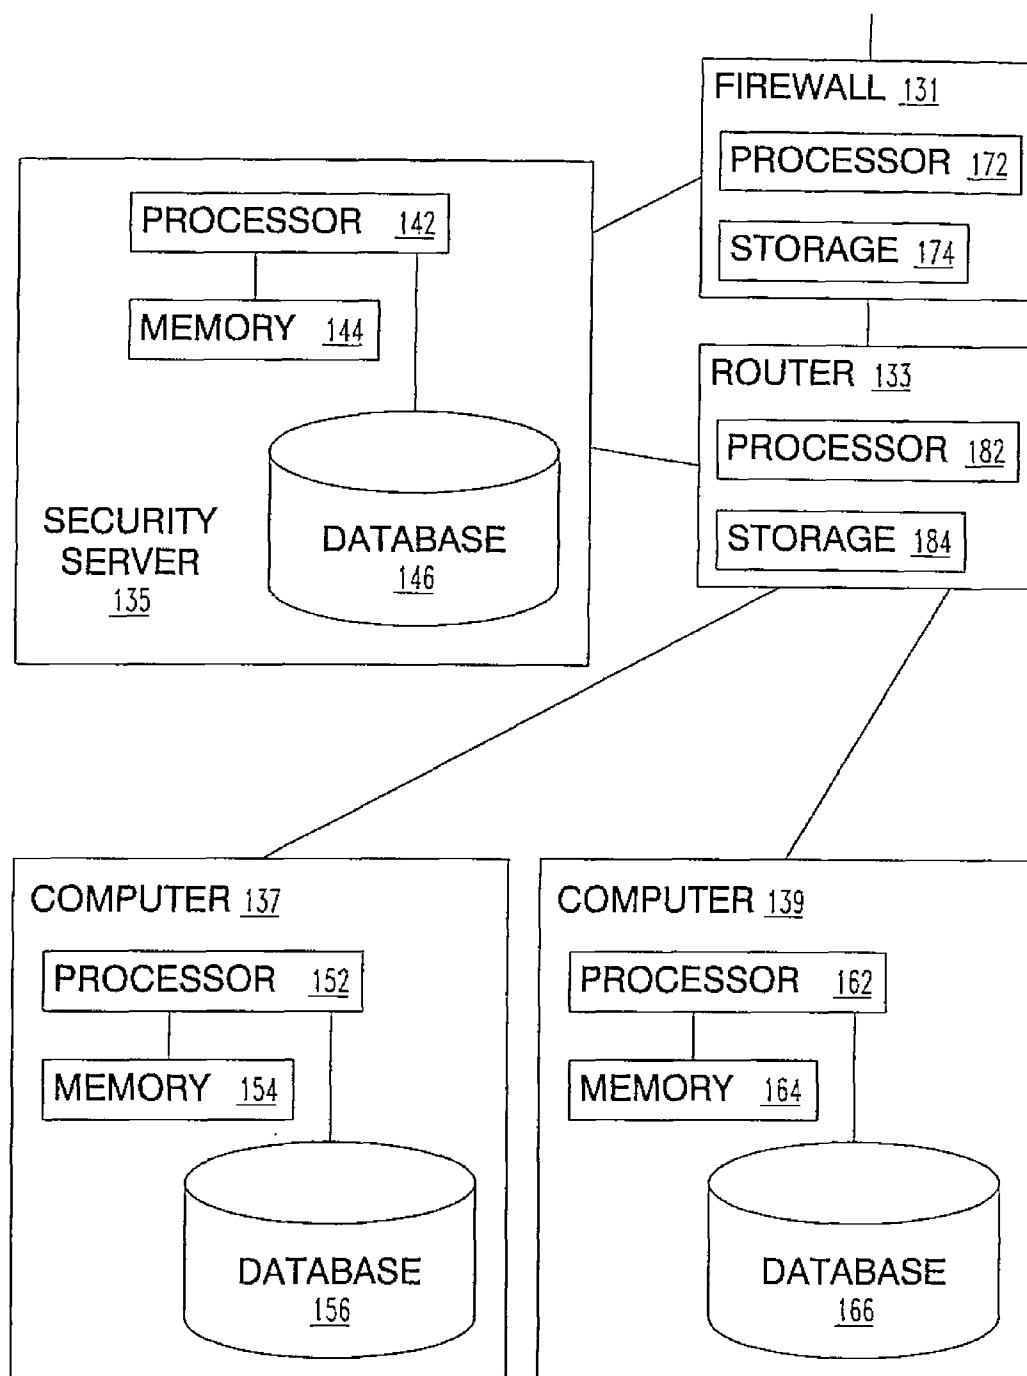 FIREWALL 131
PROCESSOR 172
STORAGE 174
PROCESSOR 142
MEMORY 144
DATABASE
146
SECURITY
SERVER
135
ROUTER 133
PROCESSOR 182
STORAGE 184
COMPUTER 137
PROCESSOR 152
MEMORY 154
DATABASE
156
COMPUTER 139
PROCESSOR 162
MEMORY 164
DATABASE
166